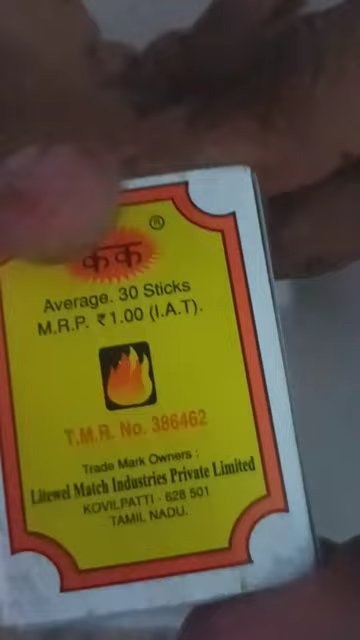 ®
कक
Average. 30 Sticks
M.R.P. ₹1.00 (I.A.T).
T.M.R. No. 386462
Trade Mark Owners :
Litewel Match Industries Private Limited
KOVILPATTI - 628 501
TAMIL NADU.